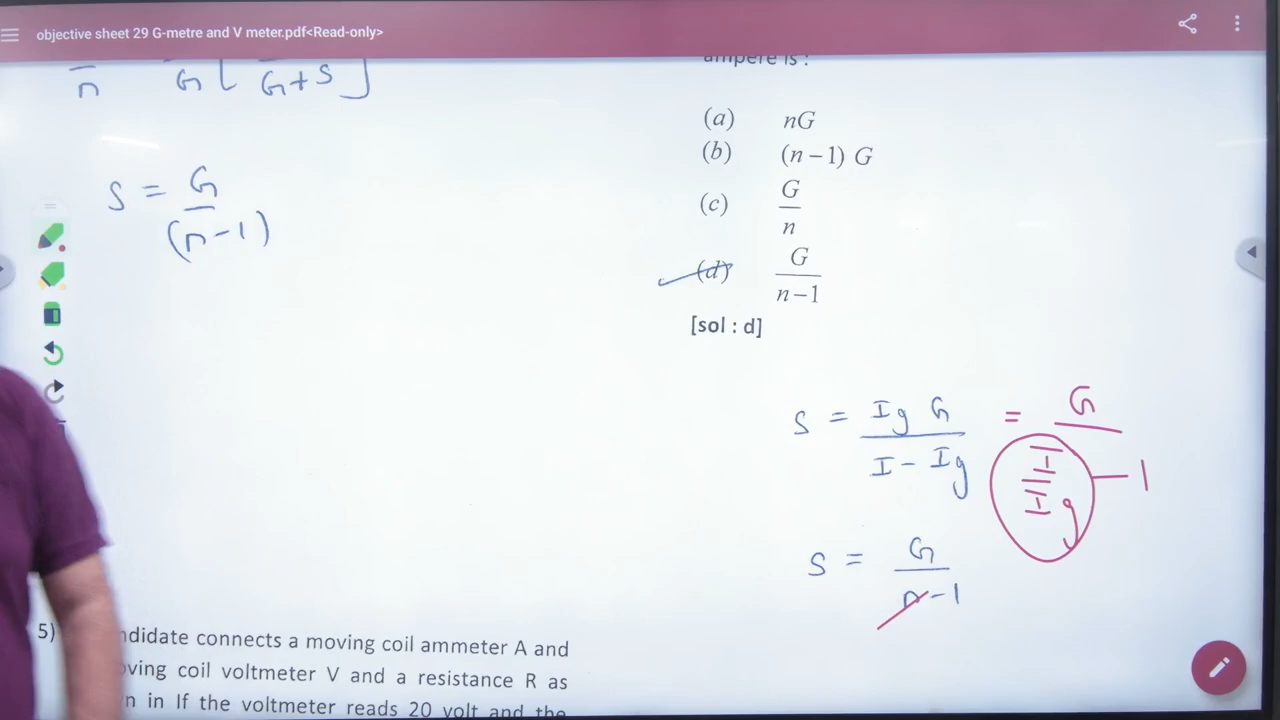 objective sheet 29 G-metre and V meter.pdf<Read-only>
n G [ G+S ]
S = G
(n-1)
ampere is :
(a) nG
(b) (n-1) G
(c) G
n
(d) G
n-1
[sol : d]
S = Ig G = G
I - Ig I - 1
Ig
S = G
n-1
5) ndidate connects a moving coil ammeter A and
oving coil voltmeter V and a resistance R as
n in If the voltmeter reads 20 volt and the